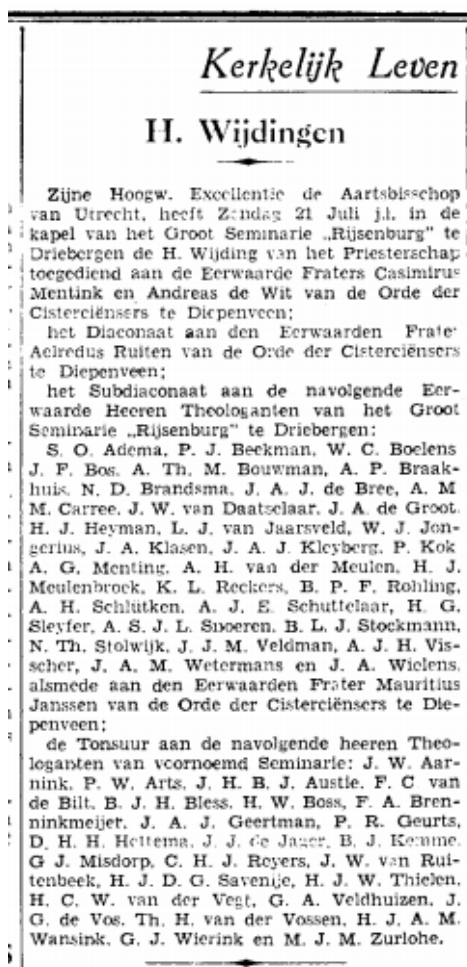 Kerkelijk Leven
H. Wijdingen
Zijne Hoogw. Excellentie de Aartsbisschop
van Utrecht, heeft Zondag 21 Juli j.l. in de
kapel van het Groot Seminarie „Rijsenburg" te
Driebergen de H. Wijding van het Priesterschap
toegediend aan de Eerwaarde Fraters Casimirus
Mentink en Andreas de Wit van de Orde der
Cisterciënsers te Diepenveen;
het Diaconaat aan den Eerwaarden Frater
Aelredus Ruiten van de Orde der Cisterciënsers
te Diepenveen;
het Subdiaconaat aan de navolgende Eer-
waarde Heeren Theologanten van het Groot
Seminarie „Rijsenburg" te Driebergen:
S. O. Adema, P. J. Beekman, W. C. Boelens
J. F. Bos, A. Th. M. Bouwman, A. P. Braak-
huis, N. D. Brandsma, J. A. J. de Bree, A. M
M. Carree, J. W. van Daatselaar, J. A. de Groot,
H. J. Heyman, L. J. van Jaarsveld, W. J. Jon-
gerius, J. A. Klasen, J. A. J. Kleyberg, P. Kok
A. G. Menting, A. H. van der Meulen, H. J.
Meulenbroek, K. L. Reckers, B. P. F. Rohling,
A. H. Schlutken, A. J. E. Schuttelaar, H. G.
Sleyfer, A. S. J. L. Snoeren, B. L. J. Stockmann,
N. Th. Stolwijk, J. J. M. Veldman, A. J. H. Vis-
scher, J. A. M. Wetermans en J. A. Wielens,
alsmede aan den Eerwaarden Frater Mauritius
Janssen van de Orde der Cisterciënsers te Die-
penveen;
de Tonsuur aan de navolgende heeren Theo-
loganten van voornoemd Seminarie: J. W. Aar-
nink, P. W. Arts, J. H. B. J. Austie, F. C van
de Bilt, B. J. H. Bless, H. W. Boss, F. A. Bren-
ninkmeijer, J. A. J. Geertman, P. R. Geurts,
D. H. H. Hettema, J. J. de Jager, B. J. Kemme,
G J. Misdorp, C. H. J. Reyers, J. W. van Rui-
tenbeek, H. J. D. G. Savenije, H. J. W. Thielen,
H. C. W. van der Vegt, G. A. Veldhuizen, J.
G. de Vos, Th. H. van der Vossen, H. J. A. M.
Wansink, G. J. Wierink en M. J. M. Zurlohe.